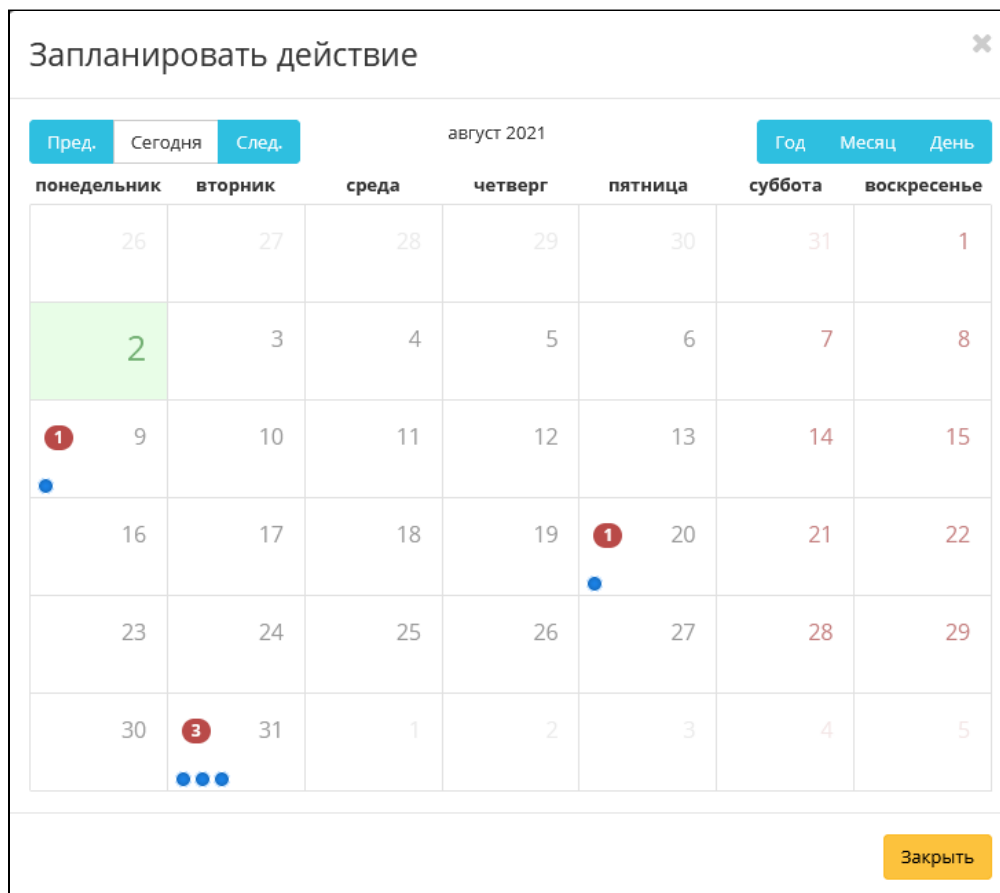 Запланировать действие ×
Пред. Сегодня След. август 2021 Год Месяц День
понедельник вторник среда четверг пятница суббота воскресенье
26 27 28 29 30 31 1
2 3 4 5 6 7 8
1 9 10 11 12 13 14 15
16 17 18 19 1 20 21 22
23 24 25 26 27 28 29
30 3 31 1 2 3 4 5
Закрыть